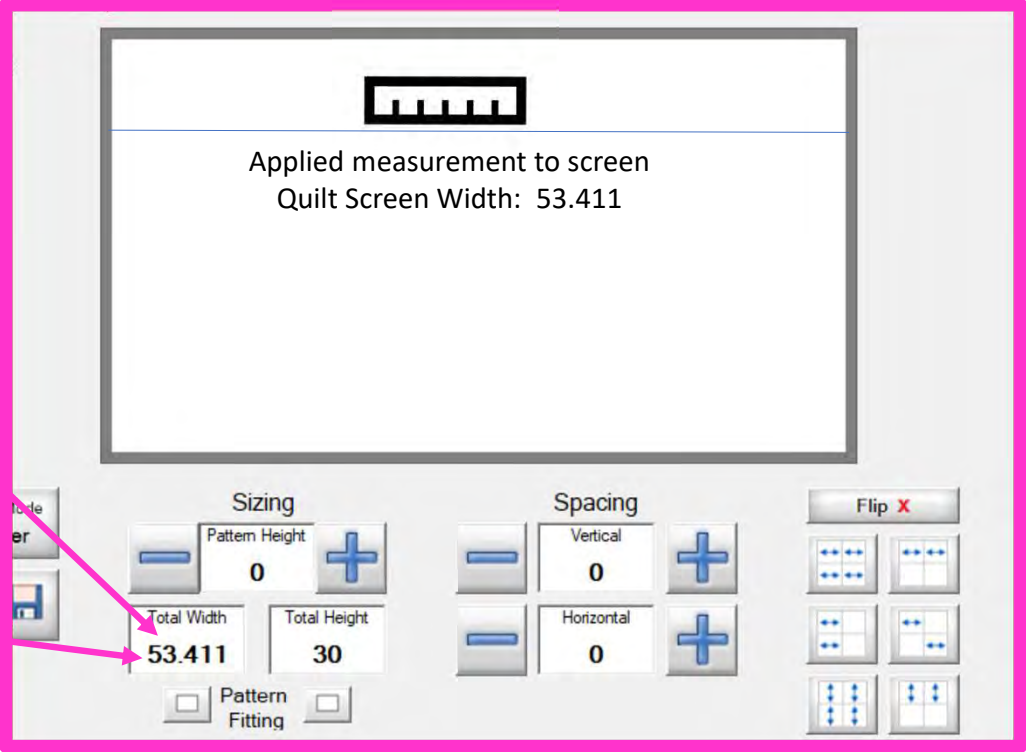 Applied measurement to screen
Quilt Screen Width:  53.411
Sizing
Spacing
Flip X
er
Pattern Height
0
Vertical
0
Total Width
53.411
Total Height
30
Horizontal
0
Pattern
Fitting